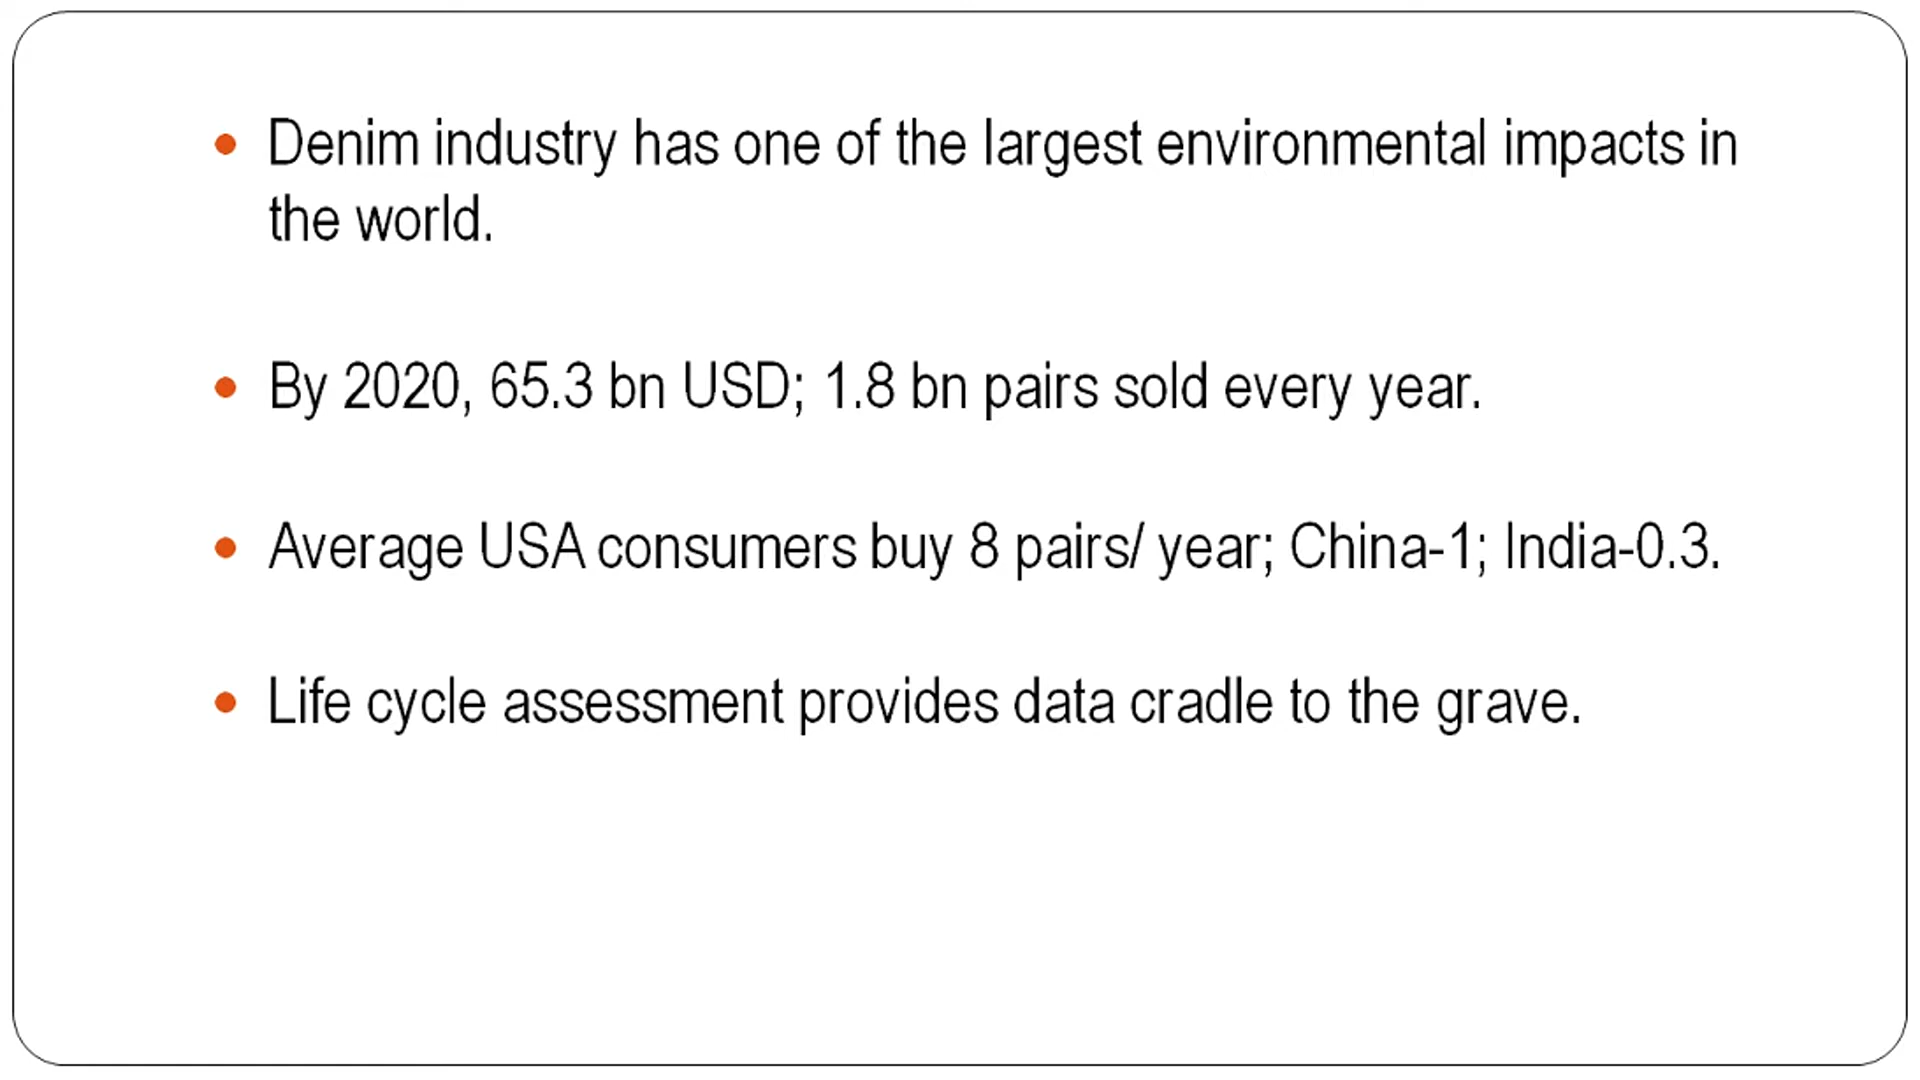 Denim industry has one of the largest environmental impacts in
the world.
By 2020, 65.3 bn USD; 1.8 bn pairs sold every year.
Average USA consumers buy 8 pairs/ year; China-1; India-0.3.
Life cycle assessment provides data cradle to the grave.